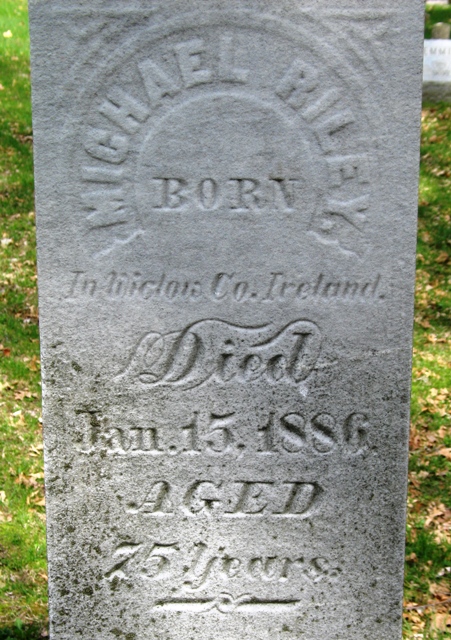 MICHAEL RILEY.
BORN
In Wiclow Co. Ireland.
Died
Jan. 15, 1886.
AGED
75 Years.